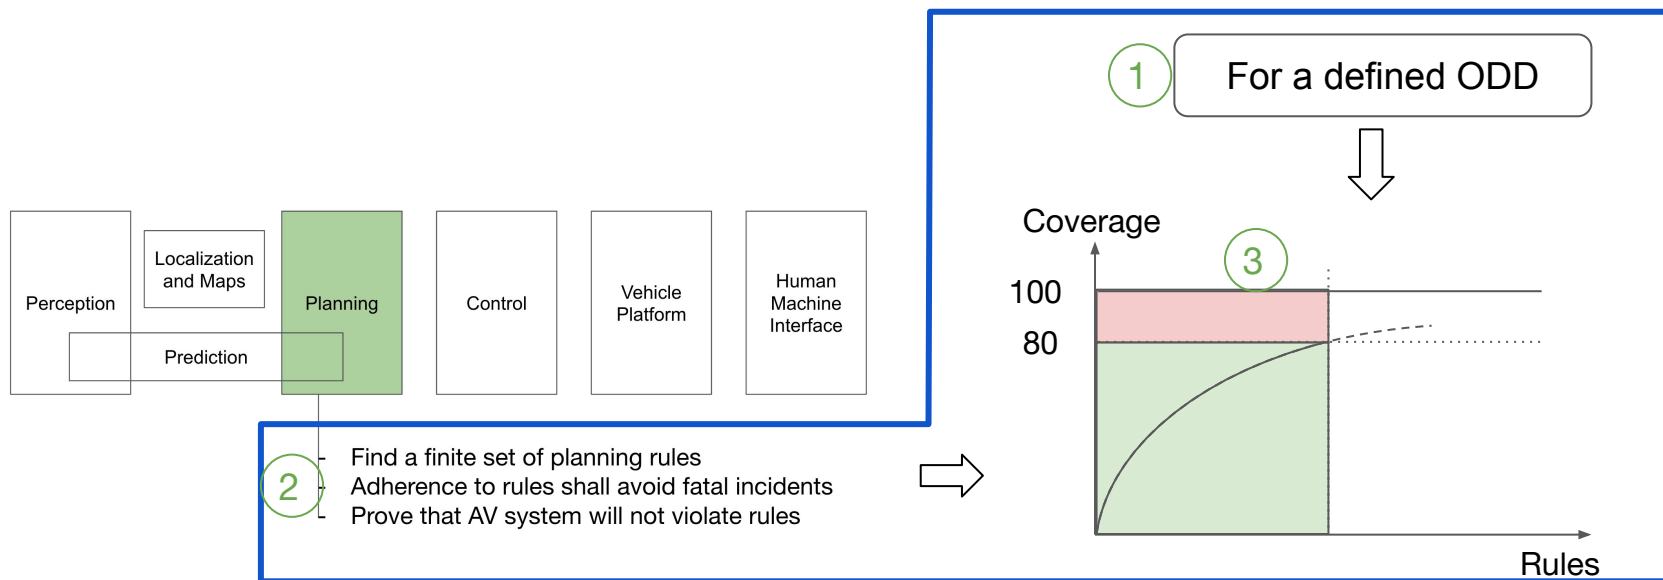 1
For a defined ODD
Perception
Localization
and Maps
Prediction
Planning
Control
Vehicle
Platform
Human
Machine
Interface
2
- Find a finite set of planning rules
- Adherence to rules shall avoid fatal incidents
- Prove that AV system will not violate rules
Coverage
3
100
80
Rules